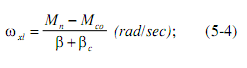 ω_xl = (M_n − M_co) / (β + β_c) (rad/sec); (5-4)